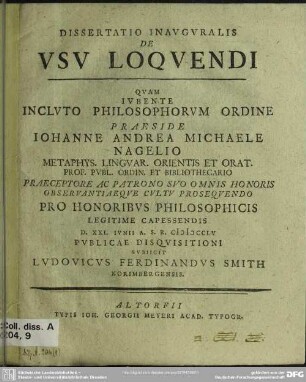 DISSERTATIO INAVGVRALIS
DE
VSV LOQVENDI
QVAM
IVBENTE
INCLVTO PHILOSOPHORVM ORDINE
PRAESIDE
IOHANNE ANDREA MICHAELE
NAGELIO
METAPHYS. LINGVAR. ORIENTIS ET ORAT.
PROF. PVBL. ORDIN. ET BIBLIOTHECARIO
PRAECEPTORE AC PATRONO SVO OMNIS HONORIS
OBSERVANTIAEQVE CVLTV PROSEQVENDO
PRO HONORIBVS PHILOSOPHICIS
LEGITIME CAPESSENDIS
D. XXI. IVNII A. S. R. CIↃIↃCCLV
PVBLICAE DISQVISITIONI
SVBIICIT
LVDOVICVS FERDINANDVS SMITH
NORIMBERGENSIS.
ALTORFII
TYPIS IOH. GEORGII MEYERI ACAD. TYPOGR.
Coll. diss. A
204, 9